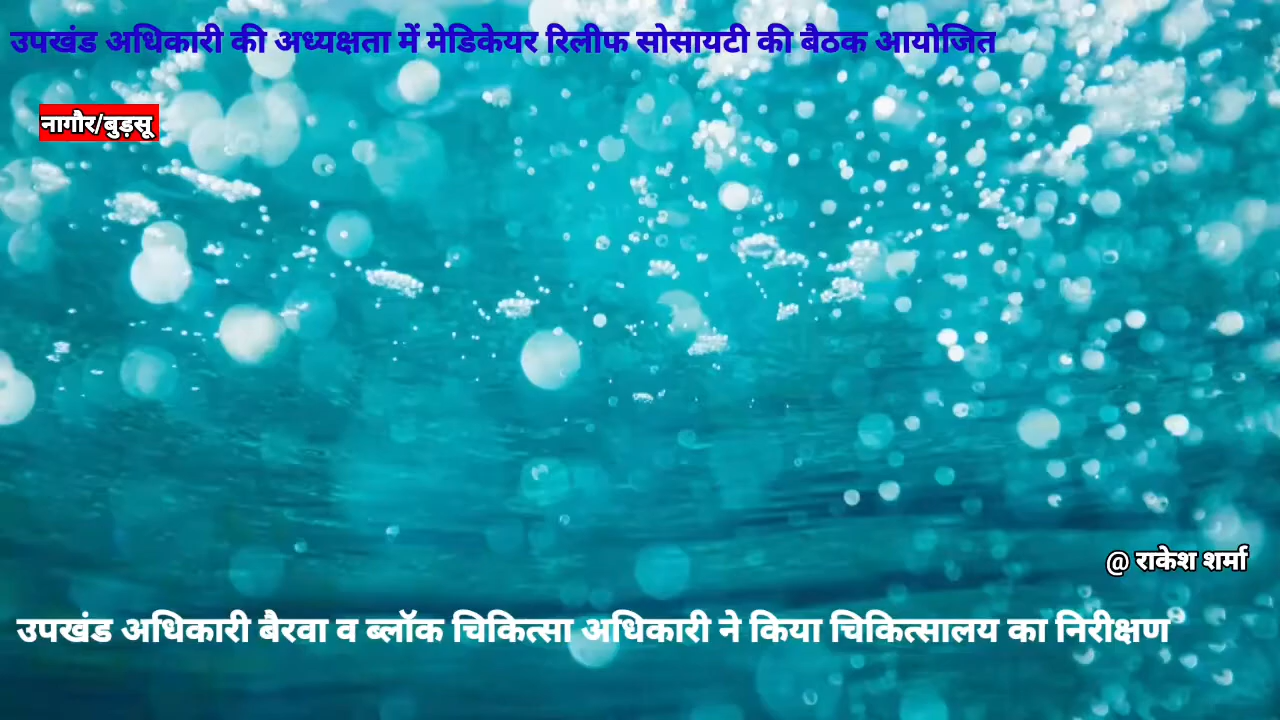 उपखंड अधिकारी की अध्यक्षता में मेडिकेयर रिलीफ सोसायटी की बैठक आयोजित
नागौर/बुड़सू
@ राकेश शर्मा
उपखंड अधिकारी बैरवा व ब्लॉक चिकित्सा अधिकारी ने किया चिकित्सालय का निरीक्षण